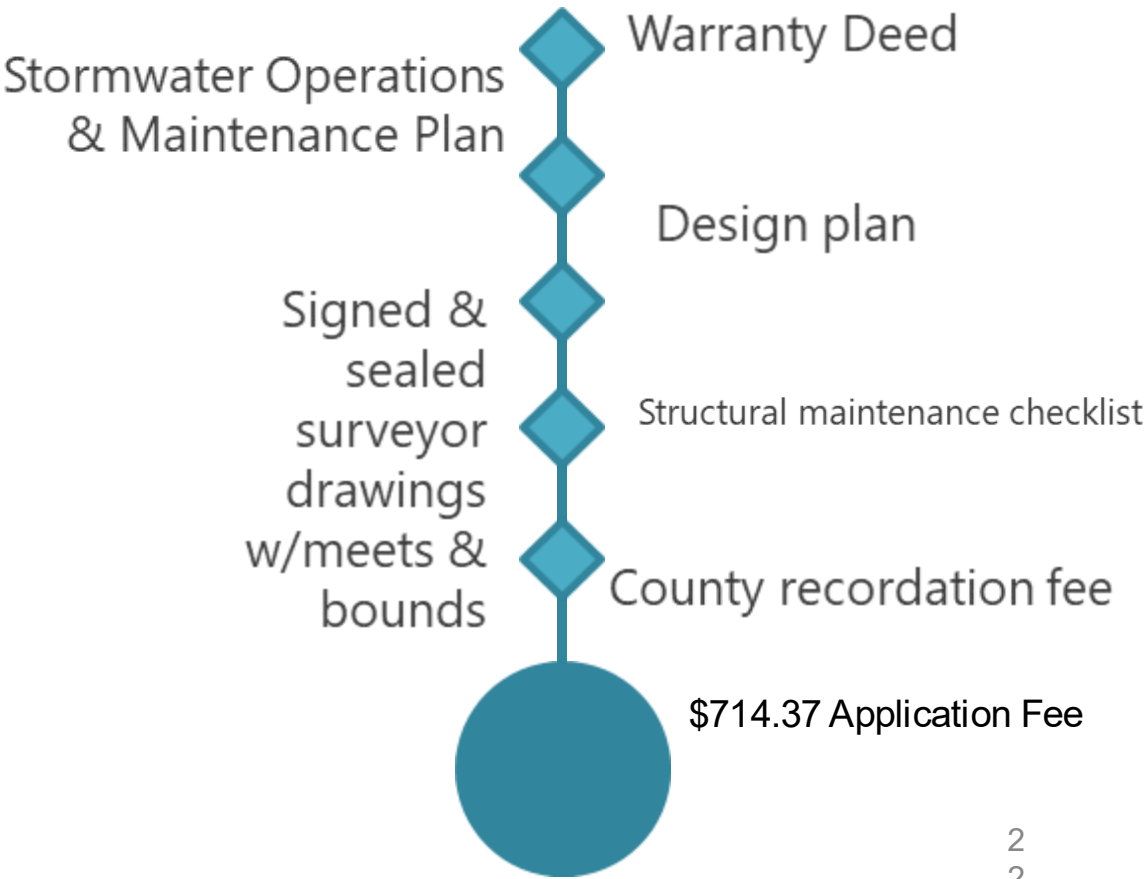 Warranty Deed
Stormwater Operations
& Maintenance Plan
Design plan
Signed &
sealed
surveyor
drawings
w/meets &
bounds
Structural maintenance checklist
County recordation fee
$714.37 Application Fee
2
2